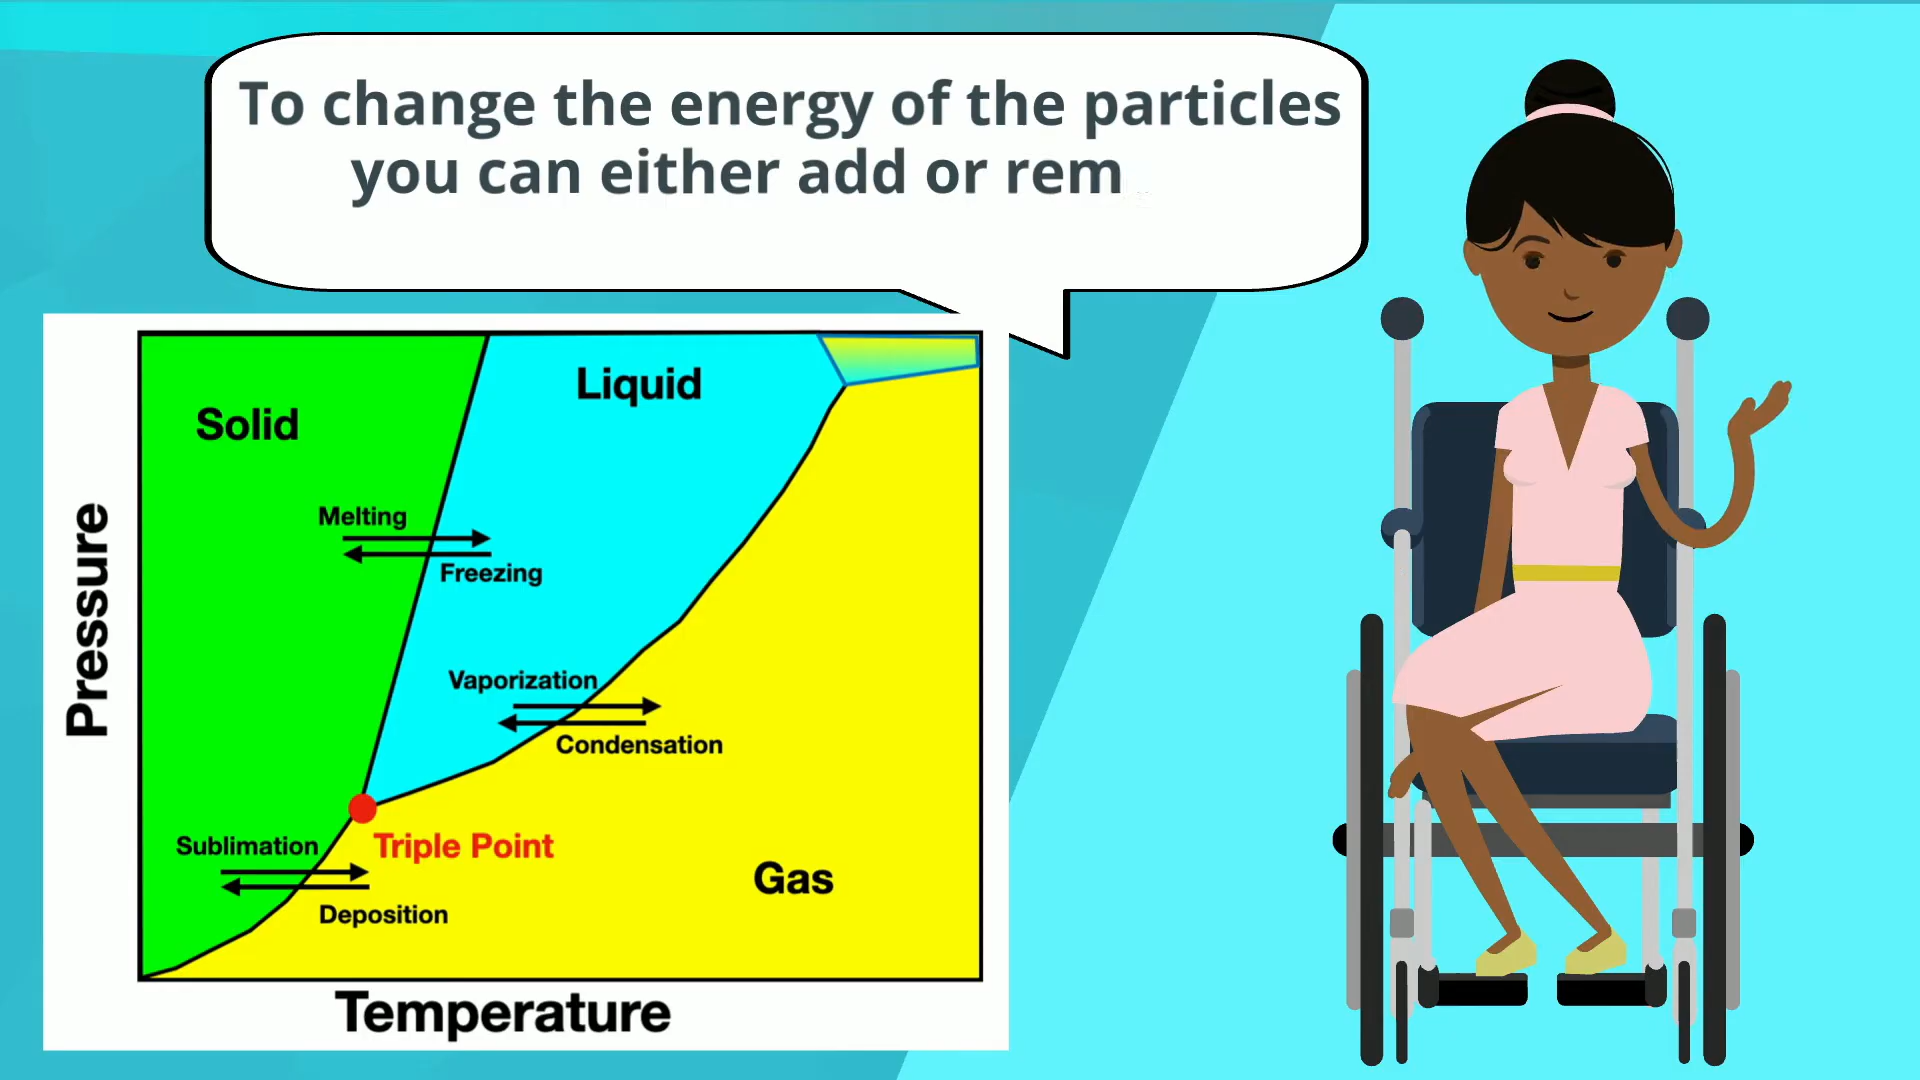 To change the energy of the particles
you can either add or rem
Solid
Liquid
Melting
Freezing
Pressure
Vaporization
Condensation
Sublimation
Triple Point
Gas
Deposition
Temperature